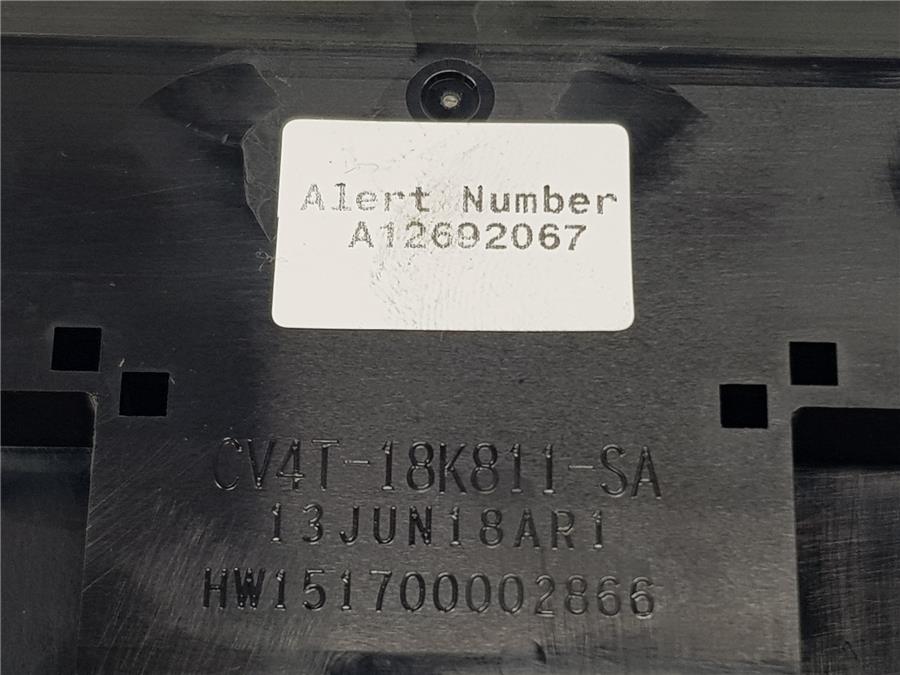 Alert Number
A12692067
CV4T-18K811-SA
13JUN18AR1
HW151700002866